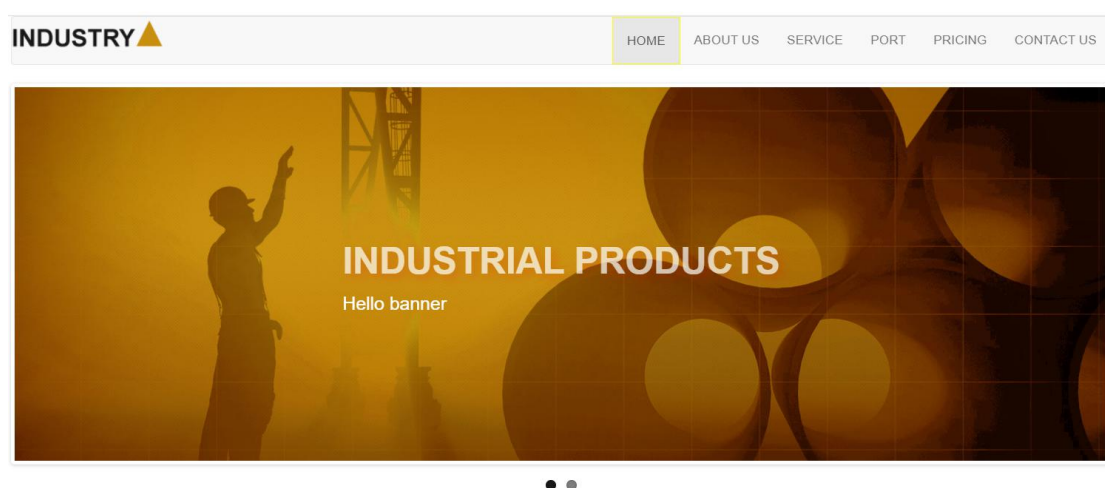 INDUSTRY
HOME ABOUT US SERVICE PORT PRICING CONTACT US
INDUSTRIAL PRODUCTS
Hello banner